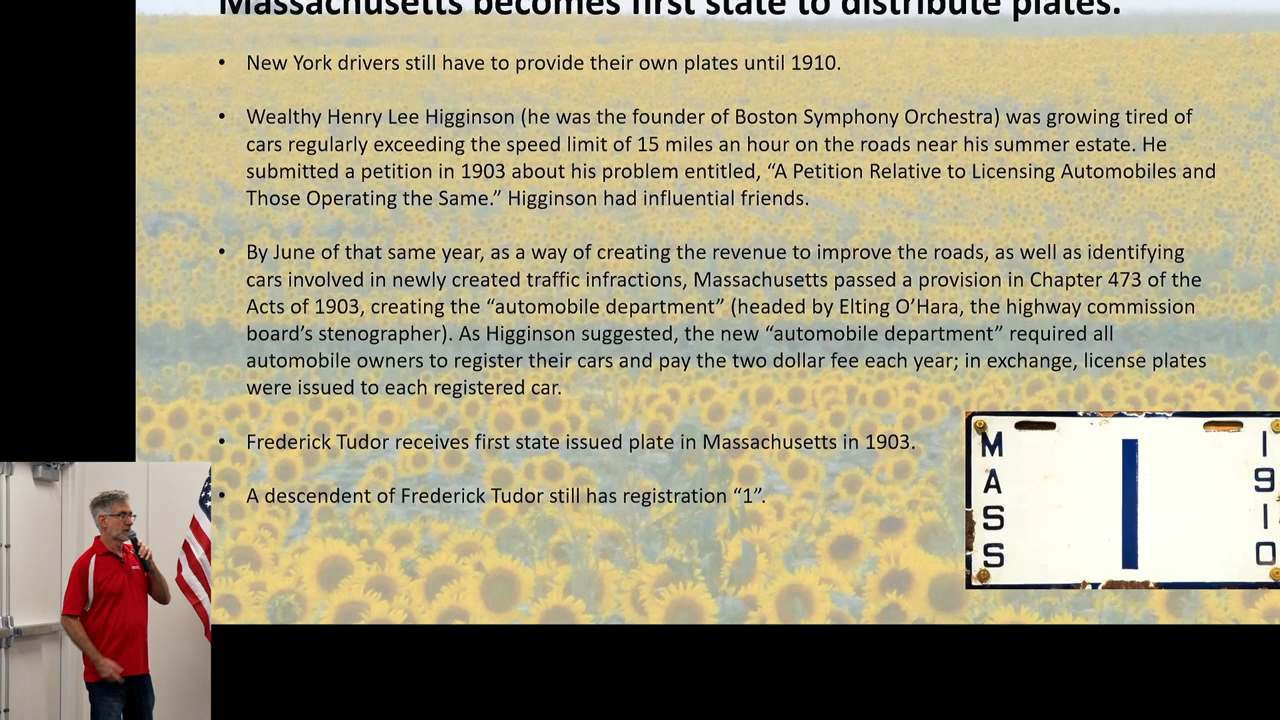 Massachusetts becomes first state to distribute plates.
• New York drivers still have to provide their own plates until 1910.
• Wealthy Henry Lee Higginson (he was the founder of Boston Symphony Orchestra) was growing tired of
cars regularly exceeding the speed limit of 15 miles an hour on the roads near his summer estate. He
submitted a petition in 1903 about his problem entitled, “A Petition Relative to Licensing Automobiles and
Those Operating the Same.” Higginson had influential friends.
• By June of that same year, as a way of creating the revenue to improve the roads, as well as identifying
cars involved in newly created traffic infractions, Massachusetts passed a provision in Chapter 473 of the
Acts of 1903, creating the “automobile department” (headed by Elting O’Hara, the highway commission
board’s stenographer). As Higginson suggested, the new “automobile department” required all
automobile owners to register their cars and pay the two dollar fee each year; in exchange, license plates
were issued to each registered car.
• Frederick Tudor receives first state issued plate in Massachusetts in 1903.
• A descendent of Frederick Tudor still has registration “1”.
MASS
1
1910